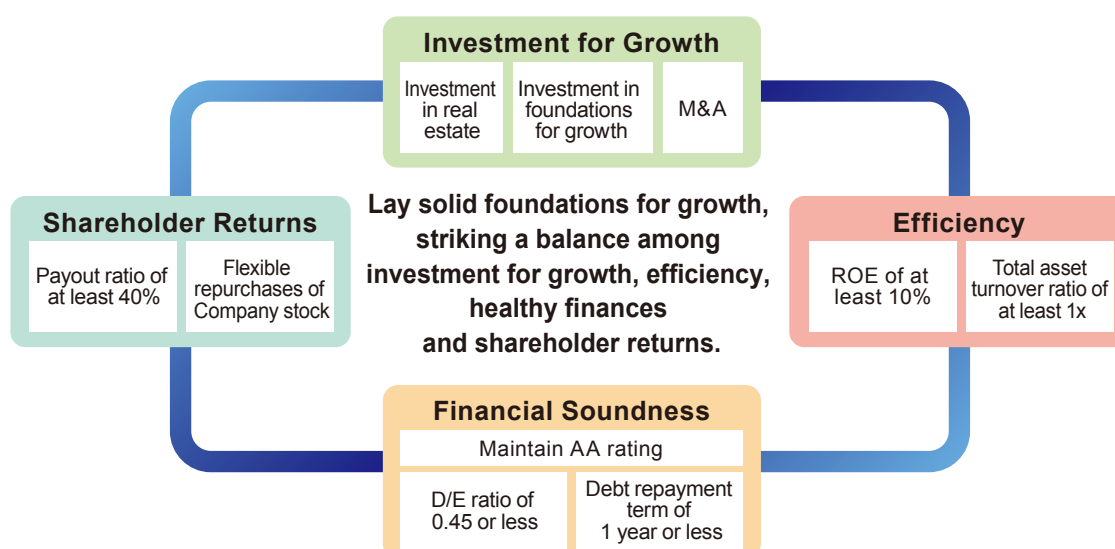 Investment for Growth
Investment
in real
estate
Investment in
foundations
for growth
M&A
Shareholder Returns
Payout ratio of
at least 40%
Flexible
repurchases of
Company stock
Lay solid foundations for growth,
striking a balance among
investment for growth, efficiency,
healthy finances
and shareholder returns.
Efficiency
ROE of at
least 10%
Total asset
turnover ratio of
at least 1x
Financial Soundness
Maintain AA rating
D/E ratio of
0.45 or less
Debt repayment
term of
1 year or less